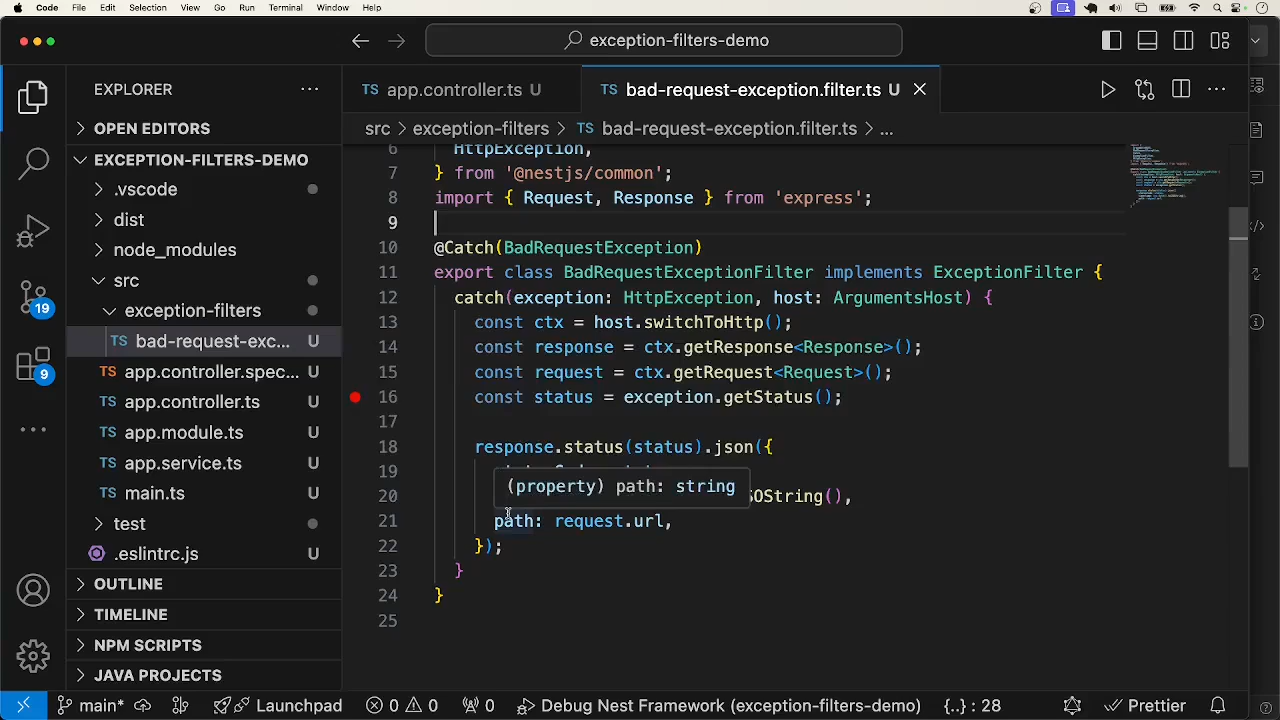 Code File Edit Selection View Go Run Terminal Window Help
exception-filters-demo
EXPLORER
TS app.controller.ts U
TS bad-request-exception.filter.ts U
OPEN EDITORS
src > exception-filters > TS bad-request-exception.filter.ts > ...
EXCEPTION-FILTERS-DEMO
.vscode
dist
node_modules
src
exception-filters
TS bad-request-exc... U
TS app.controller.spec... U
TS app.controller.ts U
TS app.module.ts U
TS app.service.ts U
TS main.ts U
test
.eslintrc.js U
OUTLINE
TIMELINE
NPM SCRIPTS
JAVA PROJECTS
19
9
6 HttpException,
7 } from '@nestjs/common';
8 import { Request, Response } from 'express';
9
10 @Catch(BadRequestException)
11 export class BadRequestExceptionFilter implements ExceptionFilter {
12 catch(exception: HttpException, host: ArgumentsHost) {
13 const ctx = host.switchToHttp();
14 const response = ctx.getResponse<Response>();
15 const request = ctx.getRequest<Request>();
16 const status = exception.getStatus();
17
18 response.status(status).json({
19
(property) path: string
20 SOString(),
21 path: request.url,
22 });
23 }
24 }
25
main* Launchpad 0 0 0 Debug Nest Framework (exception-filters-demo) {..} : 28 Prettier